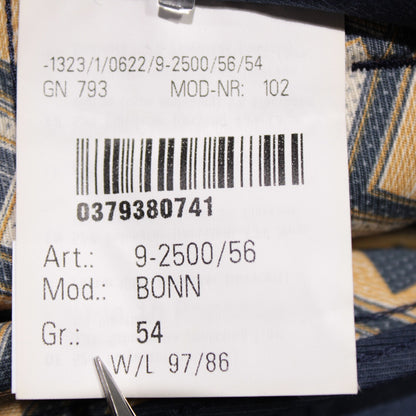 -1323/1/0622/9-2500/56/54
GN 793 MOD-NR: 102
0379380741
Art.: 9-2500/56
Mod.: BONN
Gr.: 54
W/L 97/86